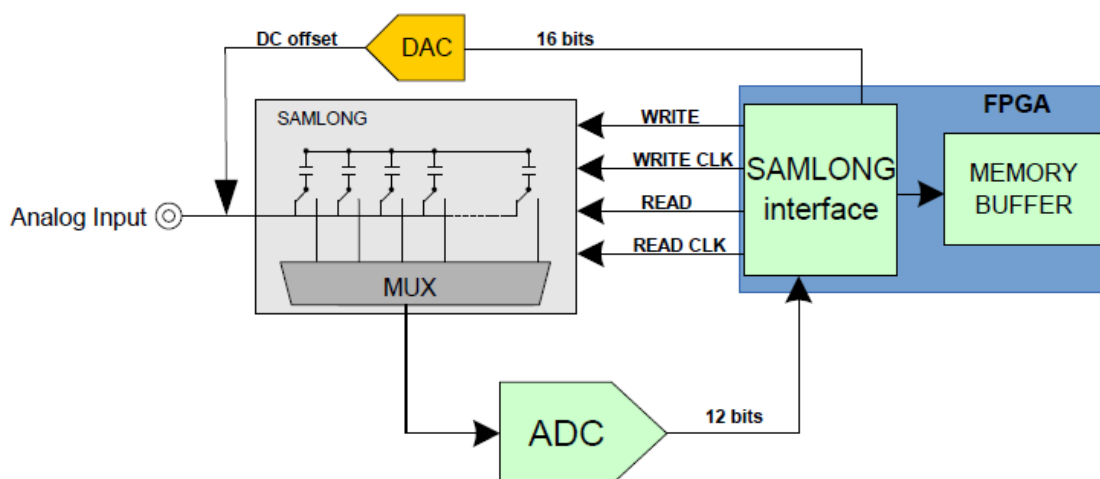 DC offset
DAC
16 bits
FPGA
SAMLONG
WRITE
WRITE CLK
READ
READ CLK
SAMLONG
interface
MEMORY
BUFFER
Analog Input
MUX
ADC
12 bits